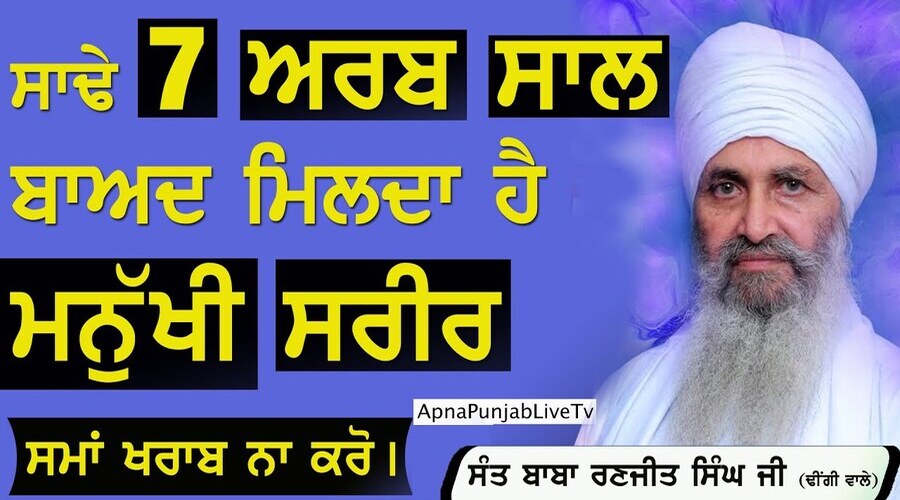 ਸਾਢੇ 7 ਅਰਬ ਸਾਲ
ਬਾਅਦ ਮਿਲਦਾ ਹੈ
ਮਨੁੱਖੀ ਸਰੀਰ
ApnaPunjabLiveTv
ਸਮਾਂ ਖਰਾਬ ਨਾ ਕਰੋ।
ਸੰਤ ਬਾਬਾ ਰਣਜੀਤ ਸਿੰਘ ਜੀ (ਢੀਂਗੀ ਵਾਲੇ)